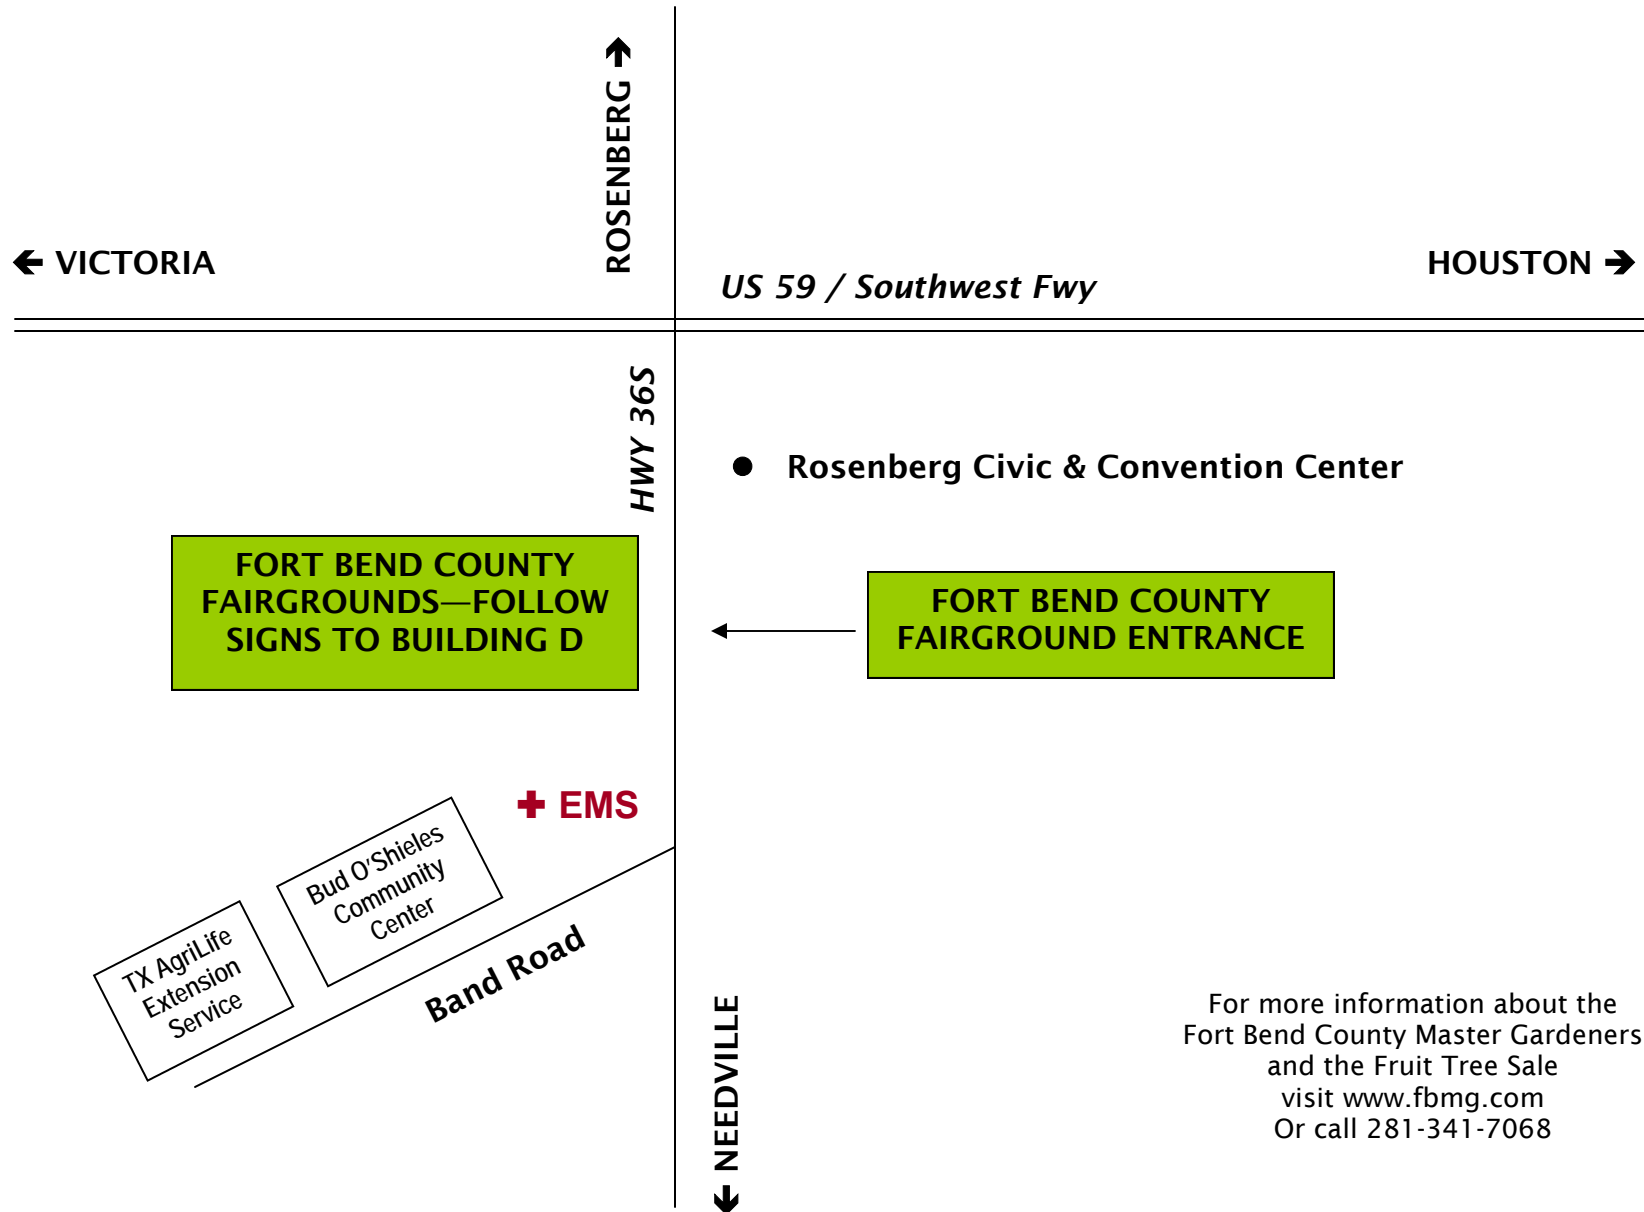 ROSENBERG →
← VICTORIA
US 59 / Southwest Fwy
HOUSTON →
HWY 36S
● Rosenberg Civic & Convention Center
FORT BEND COUNTY
FAIRGROUNDS—FOLLOW
SIGNS TO BUILDING D
FORT BEND COUNTY
FAIRGROUND ENTRANCE
✚ EMS
Bud O'Shieles
Community
Center
TX AgriLife
Extension
Service
Band Road
← NEEDVILLE
For more information about the
Fort Bend County Master Gardeners
and the Fruit Tree Sale
visit www.fbmg.com
Or call 281-341-7068